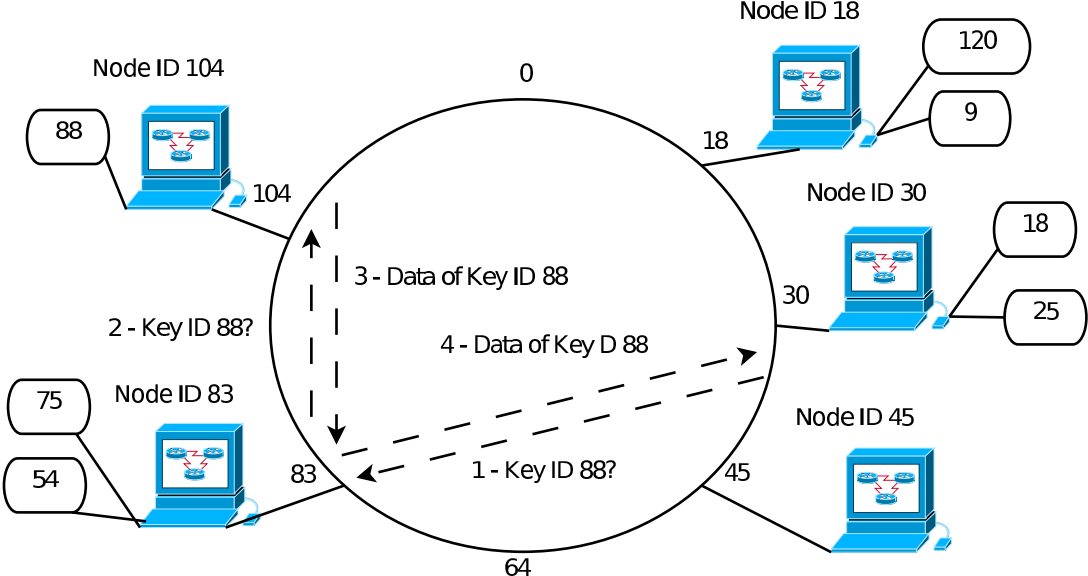 Node ID 18
120
9
0
Node ID 104
88
18
104
Node ID 30
18
25
30
3 - Data of Key ID 88
2 - Key ID 88?
4 - Data of Key D 88
Node ID 83
75
54
83
1 - Key ID 88?
Node ID 45
45
64